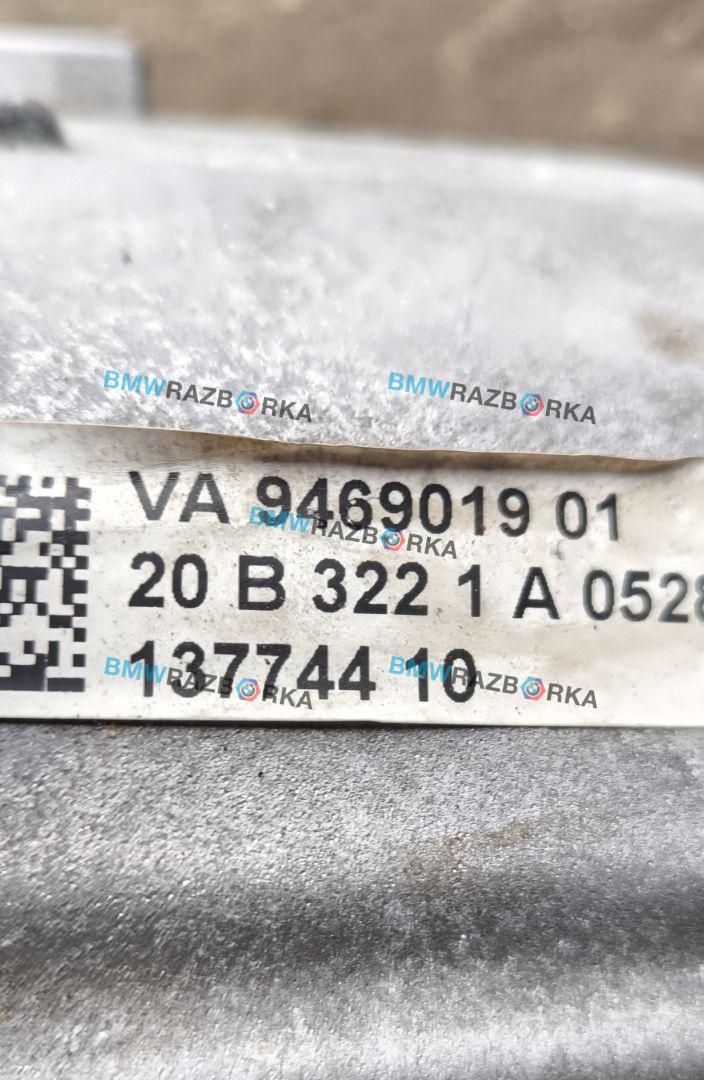 BMWRAZBORKA BMWRAZBORKA
VA 9469019 01
BMWRAZBORKA
20 B 322 1 A 0528
137744 10
BMWRAZBORKA BMWRAZBORKA